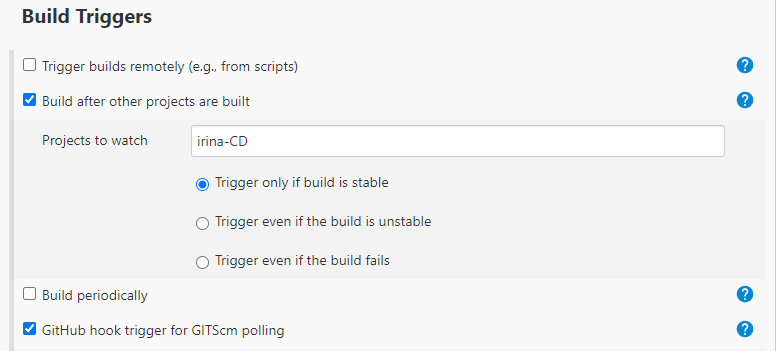 Build Triggers
Trigger builds remotely (e.g., from scripts)
?
Build after other projects are built
?
Projects to watch
irina-CD
Trigger only if build is stable
Trigger even if the build is unstable
Trigger even if the build fails
Build periodically
?
GitHub hook trigger for GITScm polling
?